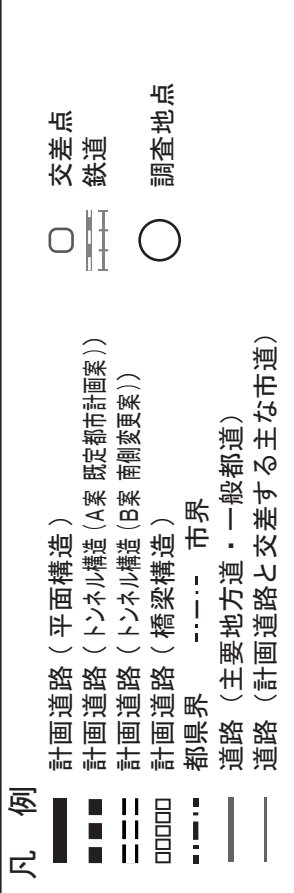 凡 例
計画道路（平面構造）
計画道路（トンネル構造（A案 既定都市計画案））
計画道路（トンネル構造（B案 南側変更案））
計画道路（橋梁構造）
都県界
市界
道路（主要地方道・一般都道）
道路（計画道路と交差する主な市道）
交差点
鉄道
調査地点